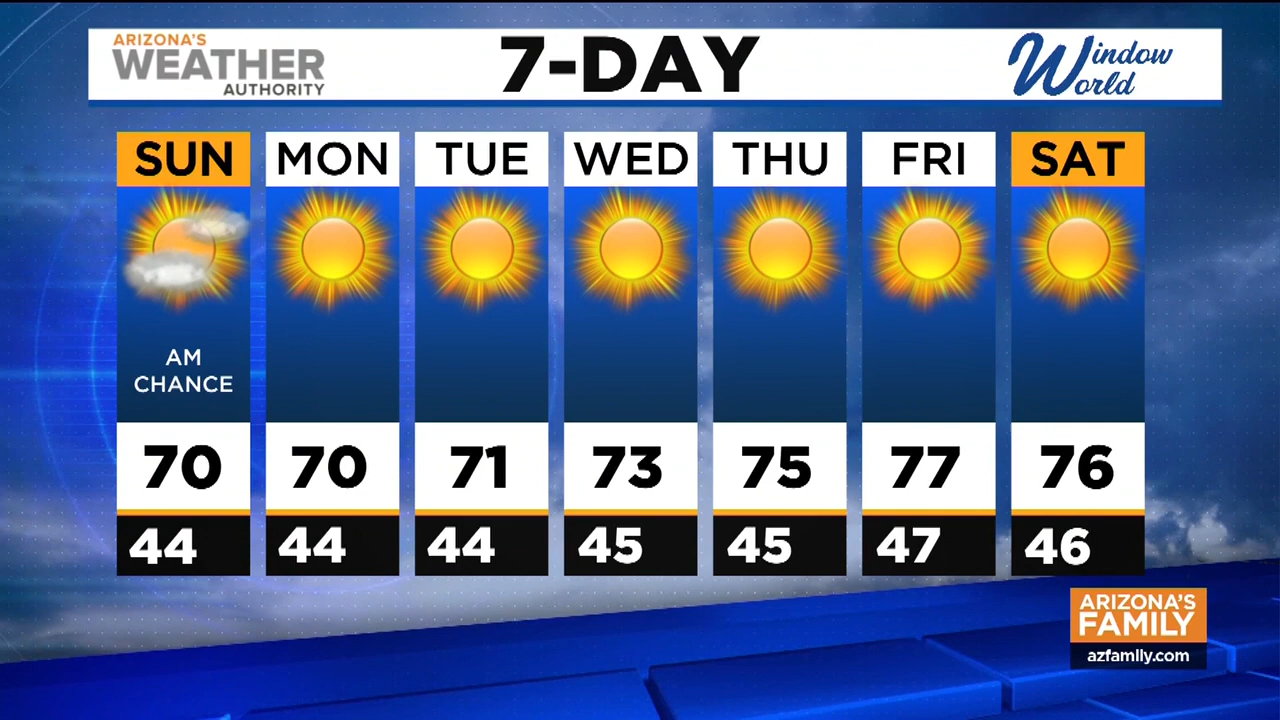 ARIZONA'S
WEATHER
AUTHORITY
7-DAY
Window
World
SUN MON TUE WED THU FRI SAT
AM
CHANCE
70 70 71 73 75 77 76
44 44 44 45 45 47 46
ARIZONA'S
FAMILY
azfamily.com